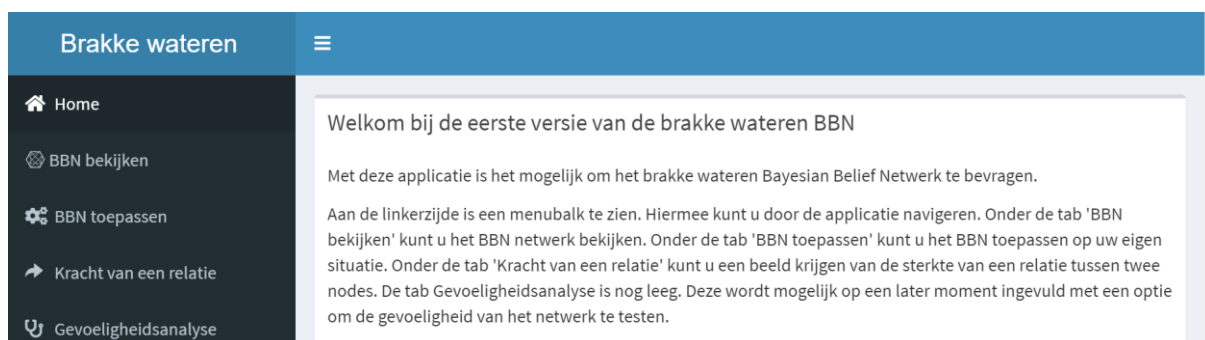 Brakke wateren
Home
BBN bekijken
BBN toepassen
Kracht van een relatie
Gevoeligheidsanalyse
Welkom bij de eerste versie van de brakke wateren BBN
Met deze applicatie is het mogelijk om het brakke wateren Bayesian Belief Netwerk te bevragen.
Aan de linkerzijde is een menubalk te zien. Hiermee kunt u door de applicatie navigeren. Onder de tab 'BBN
bekijken' kunt u het BBN netwerk bekijken. Onder de tab 'BBN toepassen' kunt u het BBN toepassen op uw eigen
situatie. Onder de tab 'Kracht van een relatie' kunt u een beeld krijgen van de sterkte van een relatie tussen twee
nodes. De tab Gevoeligheidsanalyse is nog leeg. Deze wordt mogelijk op een later moment ingevuld met een optie
om de gevoeligheid van het netwerk te testen.